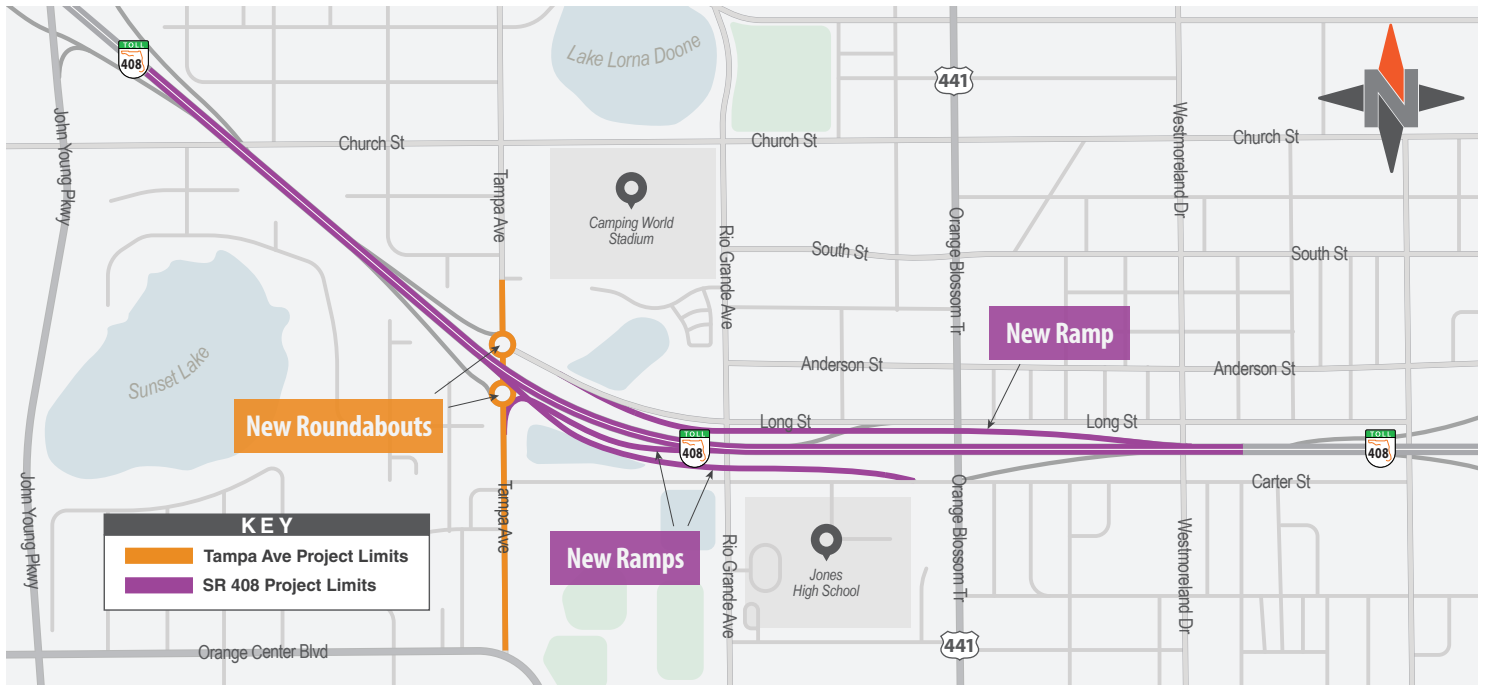 TOLL
408
Lake Lorna Doone
441
N
John Young Pkwy
Church St
Church St
Westmoreland Dr
Church St
Tampa Ave
Camping World
Stadium
Rio Grande Ave
Orange Blossom Tr
South St
South St
New Ramp
Sunset Lake
Anderson St
Anderson St
New Roundabouts
Long St
Long St
TOLL
408
TOLL
408
John Young Pkwy
Tampa Ave
Orange Blossom Tr
Carter St
KEY
Tampa Ave Project Limits
SR 408 Project Limits
New Ramps
Rio Grande Ave
Jones
High School
Westmoreland Dr
Orange Center Blvd
441